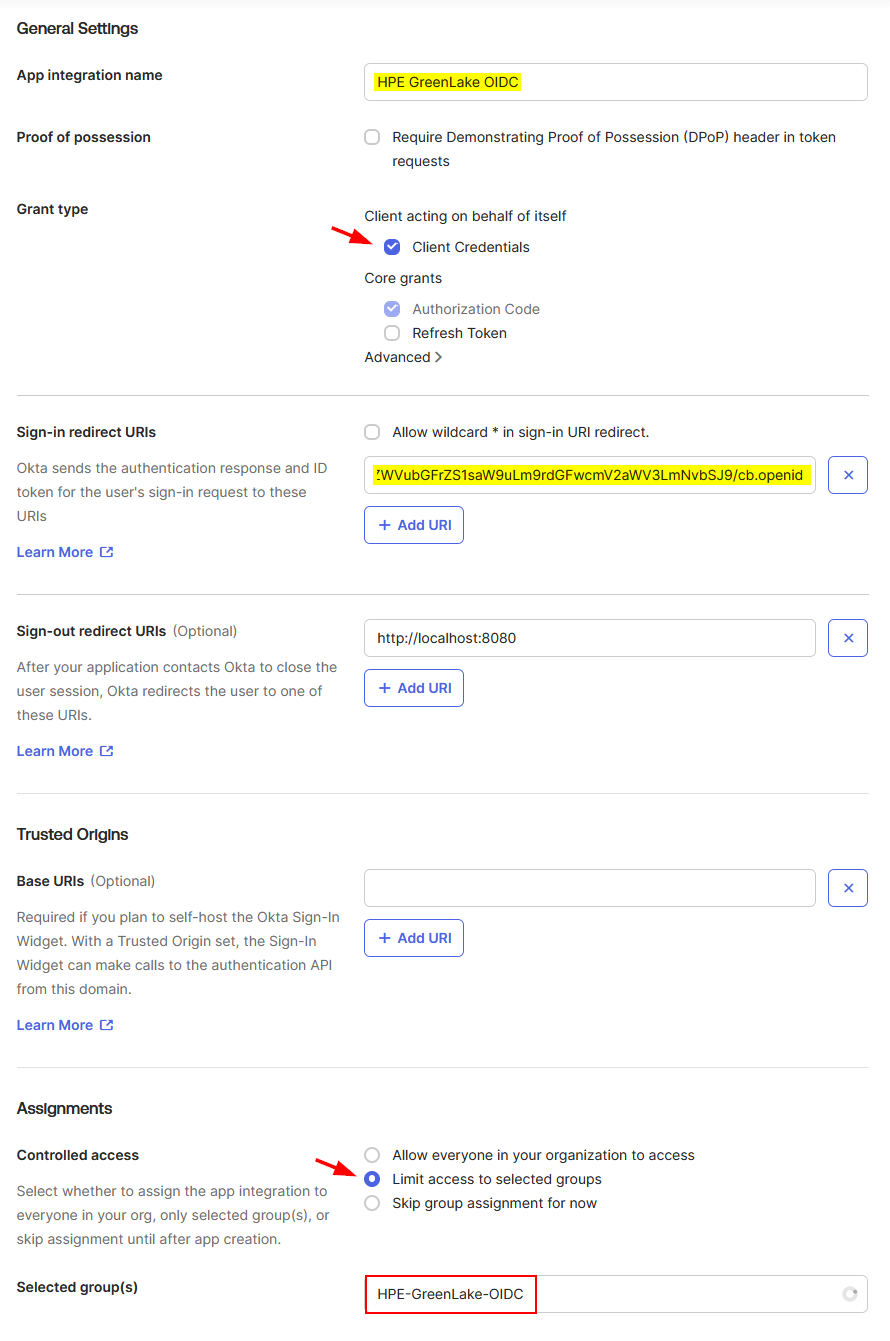 General Settings
App integration name
HPE GreenLake OIDC
Proof of possession
Require Demonstrating Proof of Possession (DPoP) header in token
requests
Grant type
Client acting on behalf of itself
Client Credentials
Core grants
Authorization Code
Refresh Token
Advanced
Sign-in redirect URIs
Allow wildcard * in sign-in URI redirect.
Okta sends the authentication response and ID
token for the user's sign-in request to these
URIs
ZWVubGFrZS1saW9uLm9rdGFwcmV2aWV3LmNvbSJ9/cb.openid
+ Add URI
Learn More
Sign-out redirect URIs (Optional)
http://localhost:8080
After your application contacts Okta to close the
user session, Okta redirects the user to one of
these URIs.
+ Add URI
Learn More
Trusted Origins
Base URIs (Optional)
Required if you plan to self-host the Okta Sign-In
Widget. With a Trusted Origin set, the Sign-In
Widget can make calls to the authentication API
from this domain.
+ Add URI
Learn More
Assignments
Controlled access
Allow everyone in your organization to access
Limit access to selected groups
Skip group assignment for now
Select whether to assign the app integration to
everyone in your org, only selected group(s), or
skip assignment until after app creation.
Selected group(s)
HPE-GreenLake-OIDC